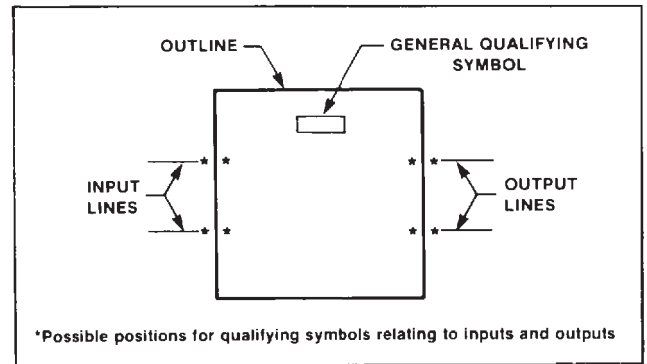 OUTLINE
GENERAL QUALIFYING
SYMBOL
* * * *
INPUT
LINES
OUTPUT
LINES
* * * *
*Possible positions for qualifying symbols relating to inputs and outputs